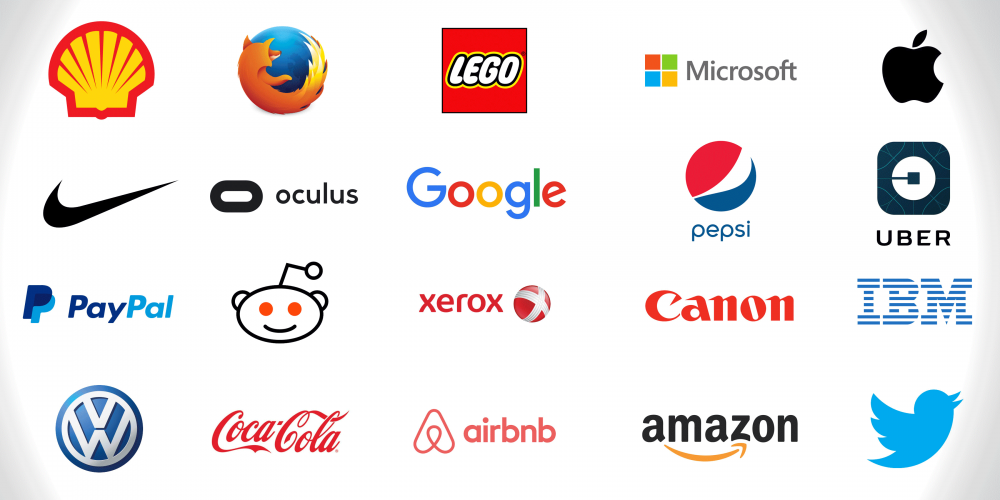 LEGO
Microsoft
oculus
Google
pepsi
UBER
PayPal
xerox
Canon
IBM
Coca-Cola
airbnb
amazon